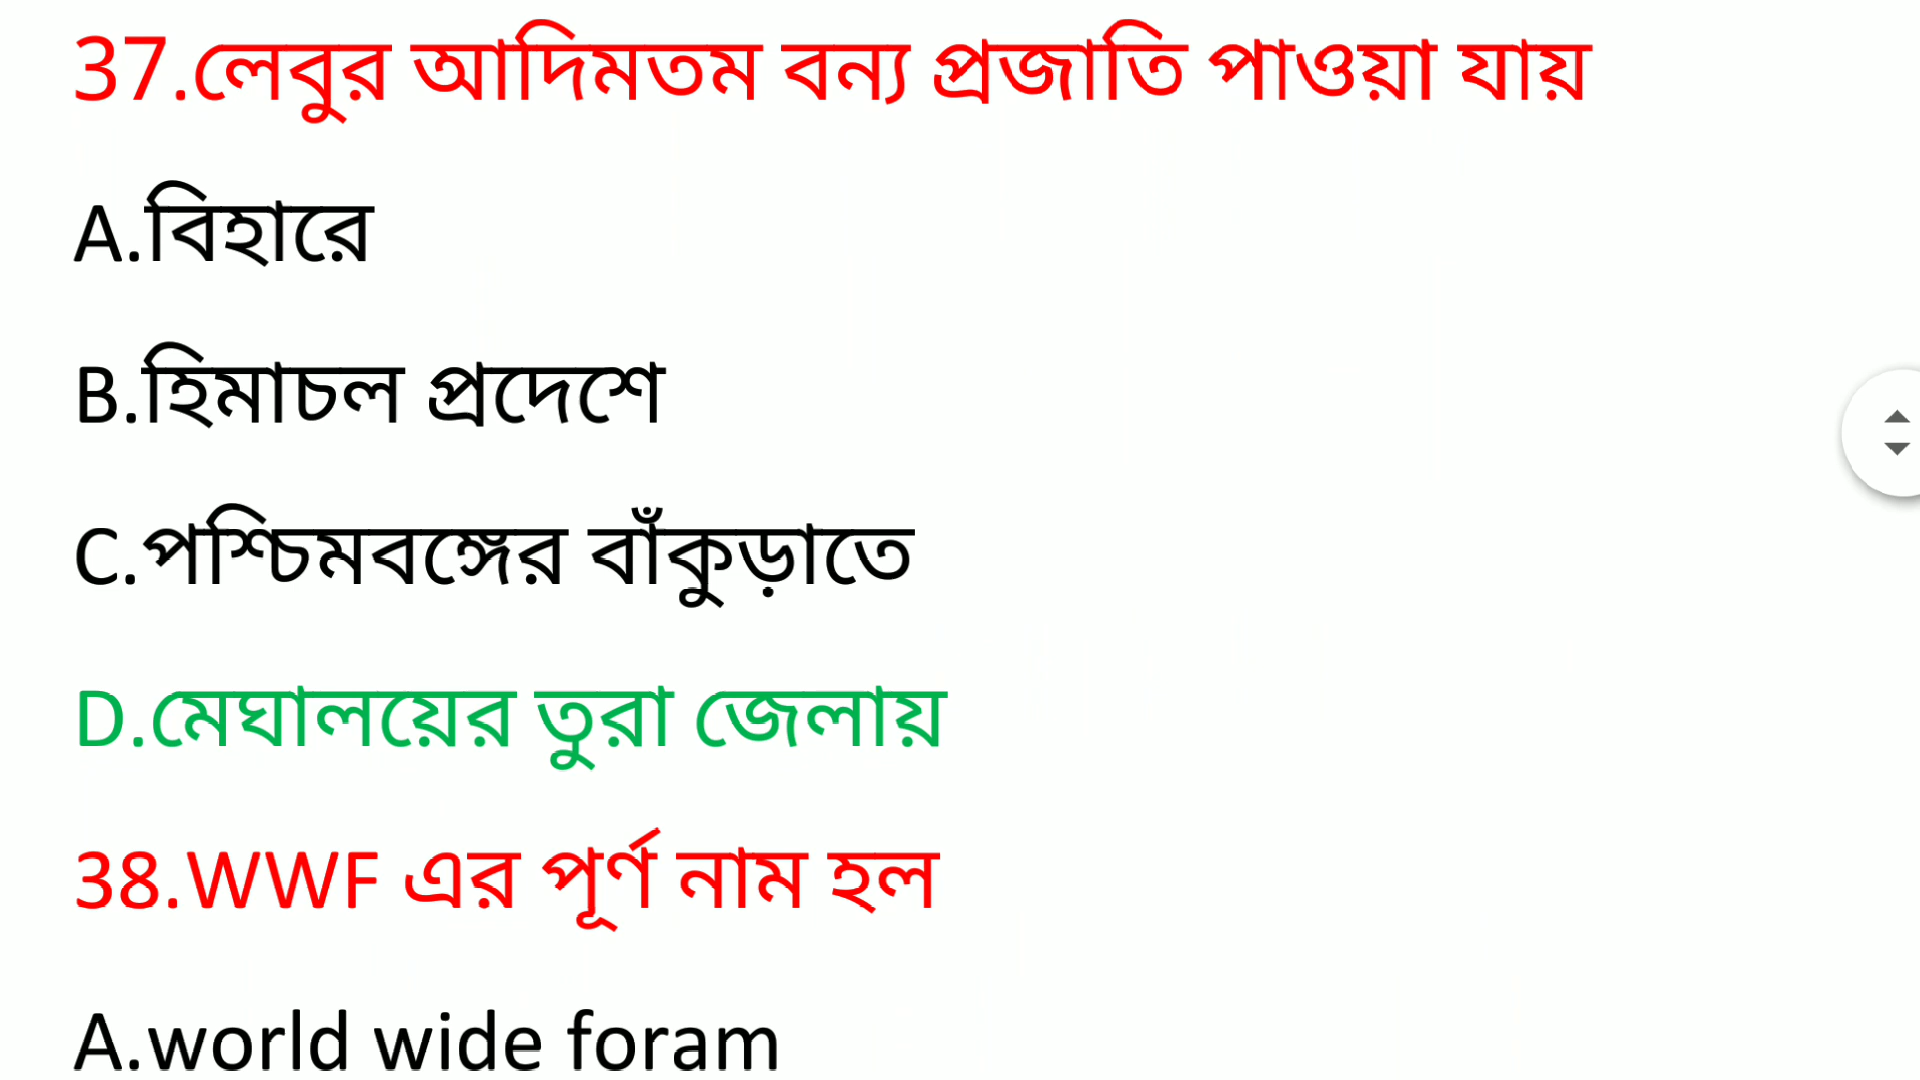 37.লেবুর আদিমতম বন্য প্রজাতি পাওয়া যায়
A.বিহারে
B.হিমাচল প্রদেশে
C.পশ্চিমবঙ্গের বাঁকুড়াতে
D.মেঘালয়ের তুরা জেলায়
38.WWF এর পূর্ণ নাম হল
A.world wide foram